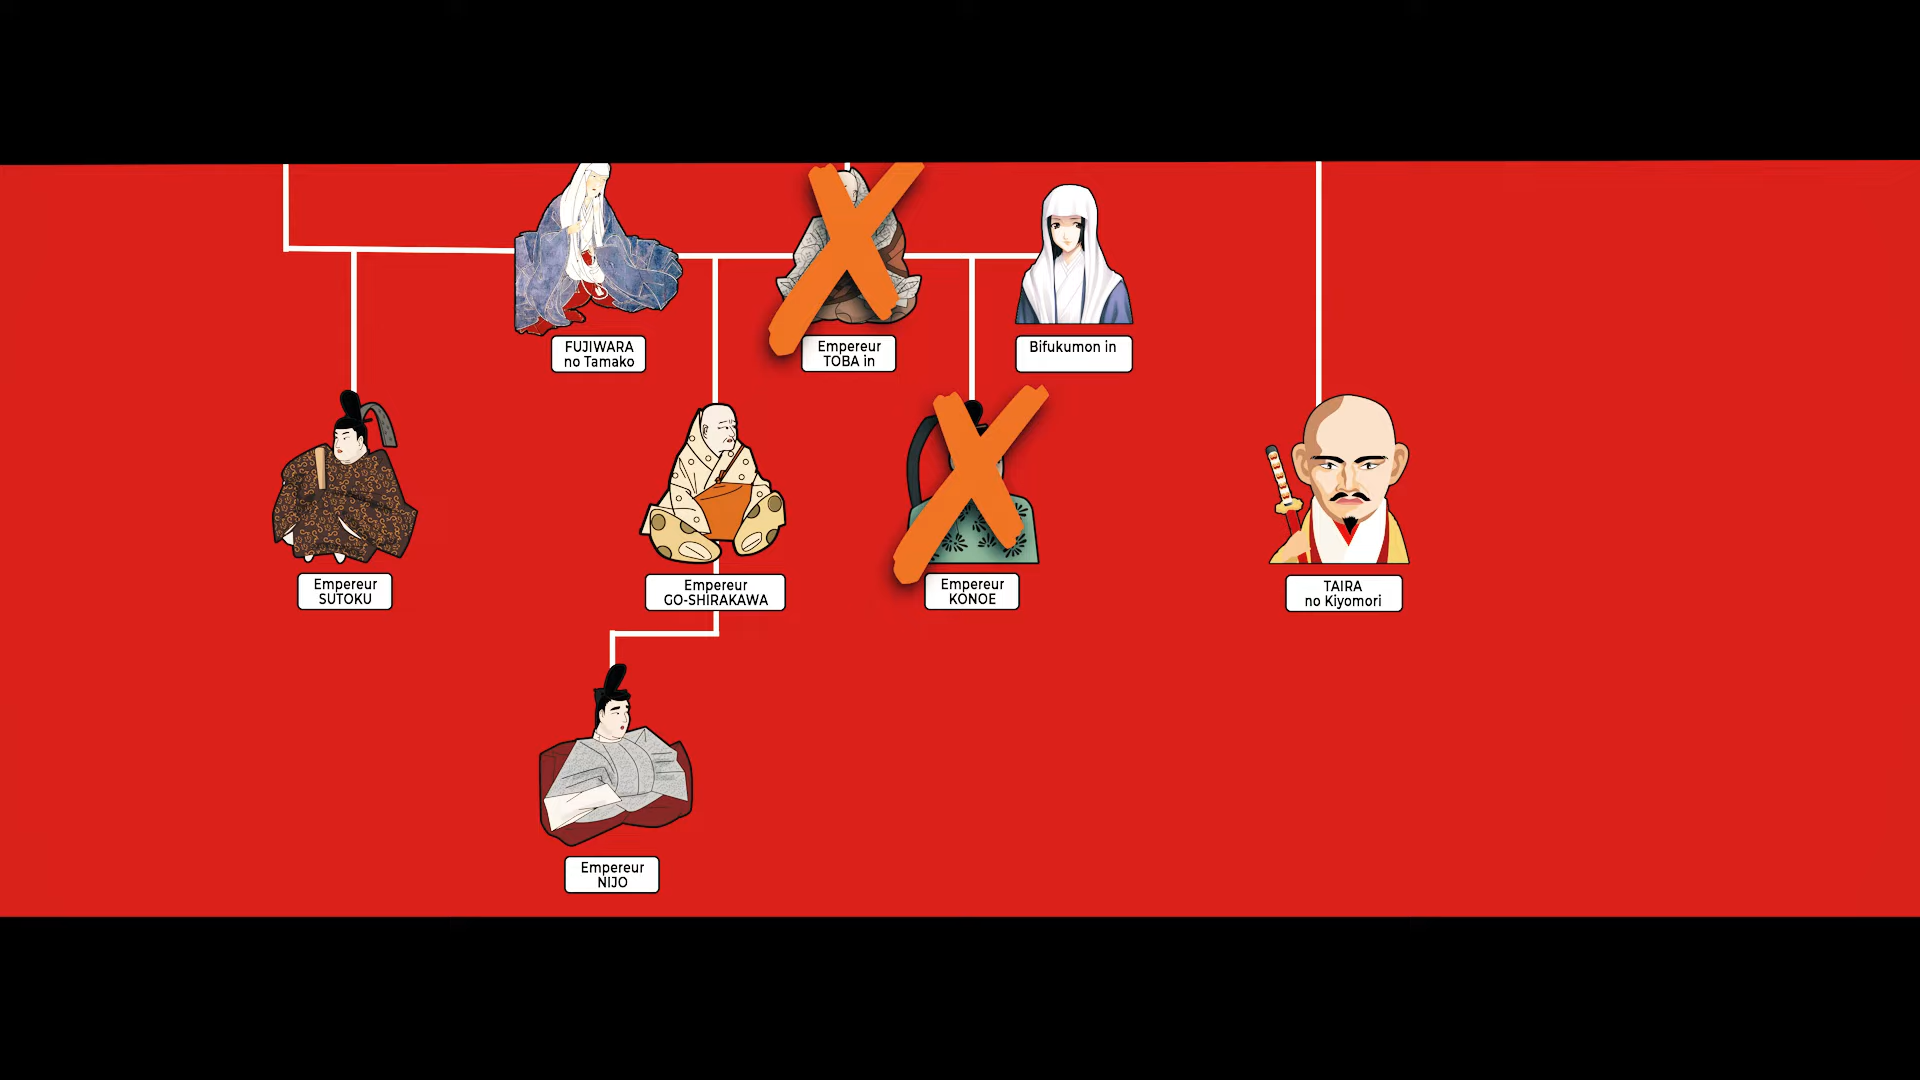 FUJIWARA
no Tamako
Empereur
TOBA in
Bifukumon in
Empereur
SUTOKU
Empereur
GO-SHIRAKAWA
Empereur
KONOE
TAIRA
no Kiyomori
Empereur
NIJO